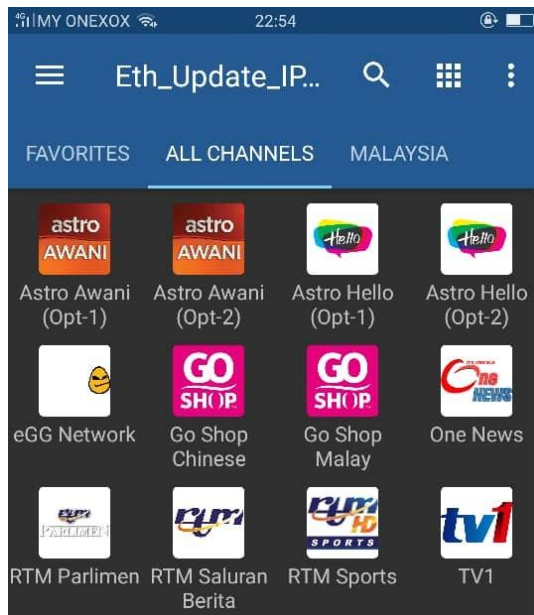 4G MY ONEXOX 22:54
Eth_Update_IP...
FAVORITES ALL CHANNELS MALAYSIA
astro AWANI
astro AWANI
Hello
Hello
Astro Awani (Opt-1)
Astro Awani (Opt-2)
Astro Hello (Opt-1)
Astro Hello (Opt-2)
GO SHOP
GO SHOP
One NEWS
eGG Network
Go Shop Chinese
Go Shop Malay
One News
rtm PARLIMEN
rtm
rtm HD SPORTS
tv1
RTM Parlimen
RTM Saluran Berita
RTM Sports
TV1